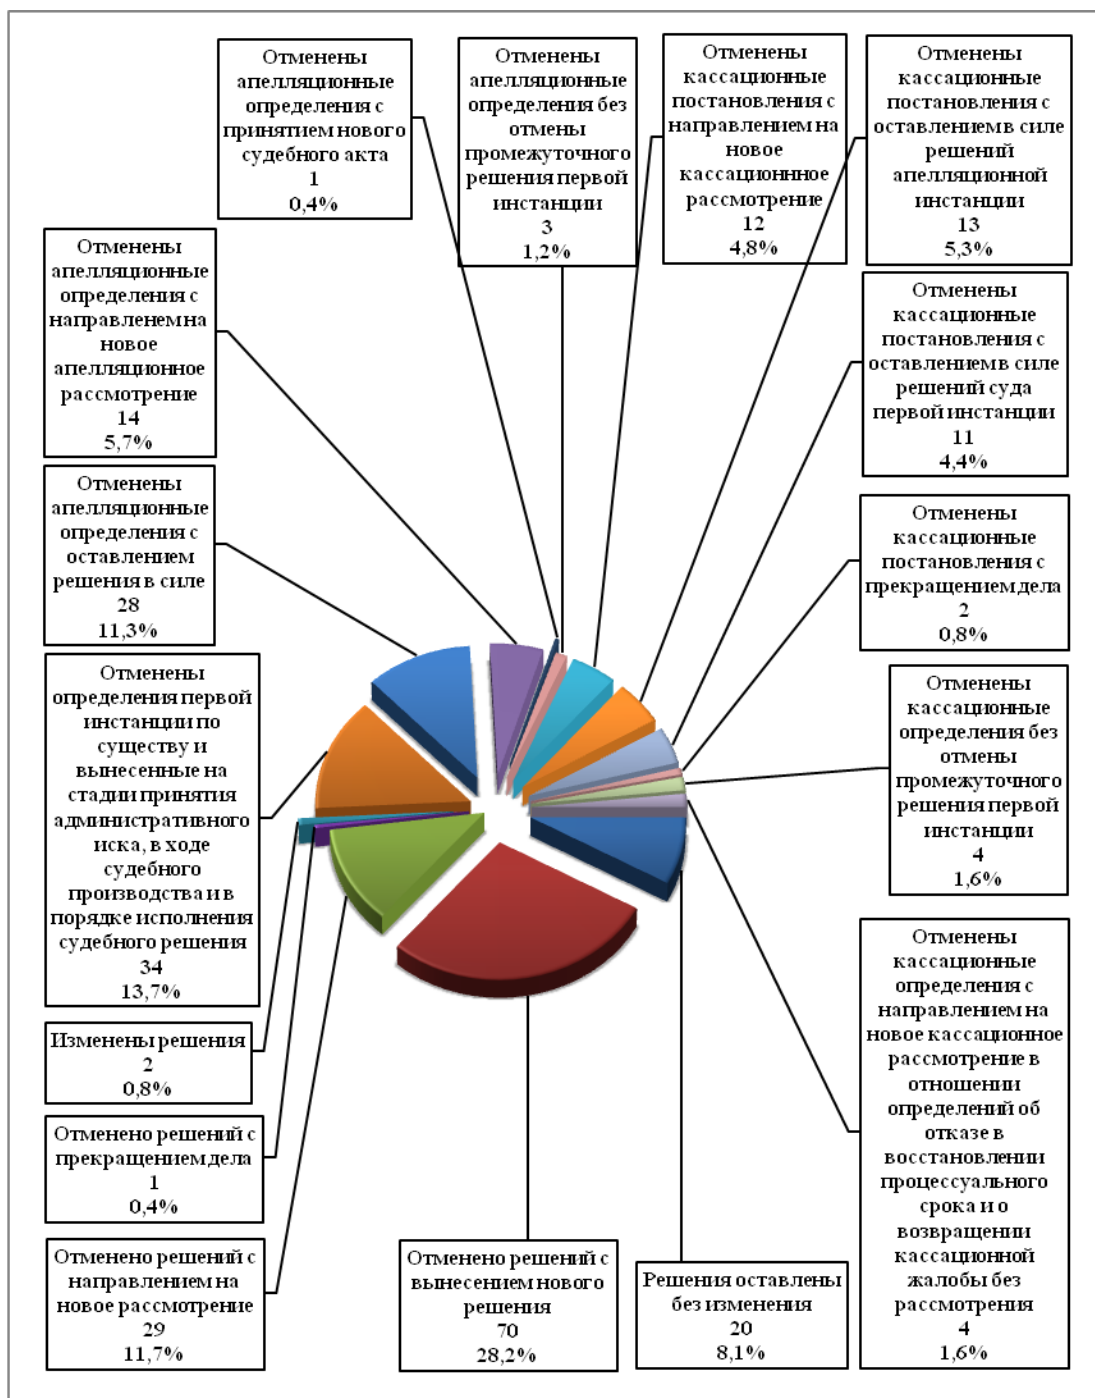 Отменены
апелляционные
определения с
принятием нового
судебного акта
1
0,4%
Отменены
апелляционные
определения без
отмены
промежуточного
решения первой
инстанции
3
1,2%
Отменены
кассационные
постановления с
направлением на
новое
кассационнное
рассмотрение
12
4,8%
Отменены
кассационные
постановления с
оставлением в силе
решений
апелляционной
инстанции
13
5,3%
Отменены
апелляционные
определения с
направленем на
новое
апелляционное
рассмотрение
14
5,7%
Отменены
кассационные
постановления с
оставлением в силе
решений суда
первой инстанции
11
4,4%
Отменены
апелляционные
определения с
оставлением
решения в силе
28
11,3%
Отменены
кассационные
постановления с
прекращением дела
2
0,8%
Отменены
определения первой
инстанции по
существу и
вынесенные на
стадии принятия
административного
иска, в ходе
судебного
производства и в
порядке исполнения
судебного решения
34
13,7%
Отменены
кассационные
определения без
отмены
промежуточного
решения первой
инстанции
4
1,6%
Отменены
кассационные
определения с
направлением на
новое кассационное
рассмотрение в
отношении
определений об
отказе в
восстановлении
процессуального
срока и о
возвращении
кассационной
жалобы без
рассмотрения
4
1,6%
Изменены решения
2
0,8%
Отменено решений с
прекращением дела
1
0,4%
Отменено решений с
направлением на
новое рассмотрение
29
11,7%
Отменено решений с
вынесением нового
решения
70
28,2%
Решения оставлены
без изменения
20
8,1%